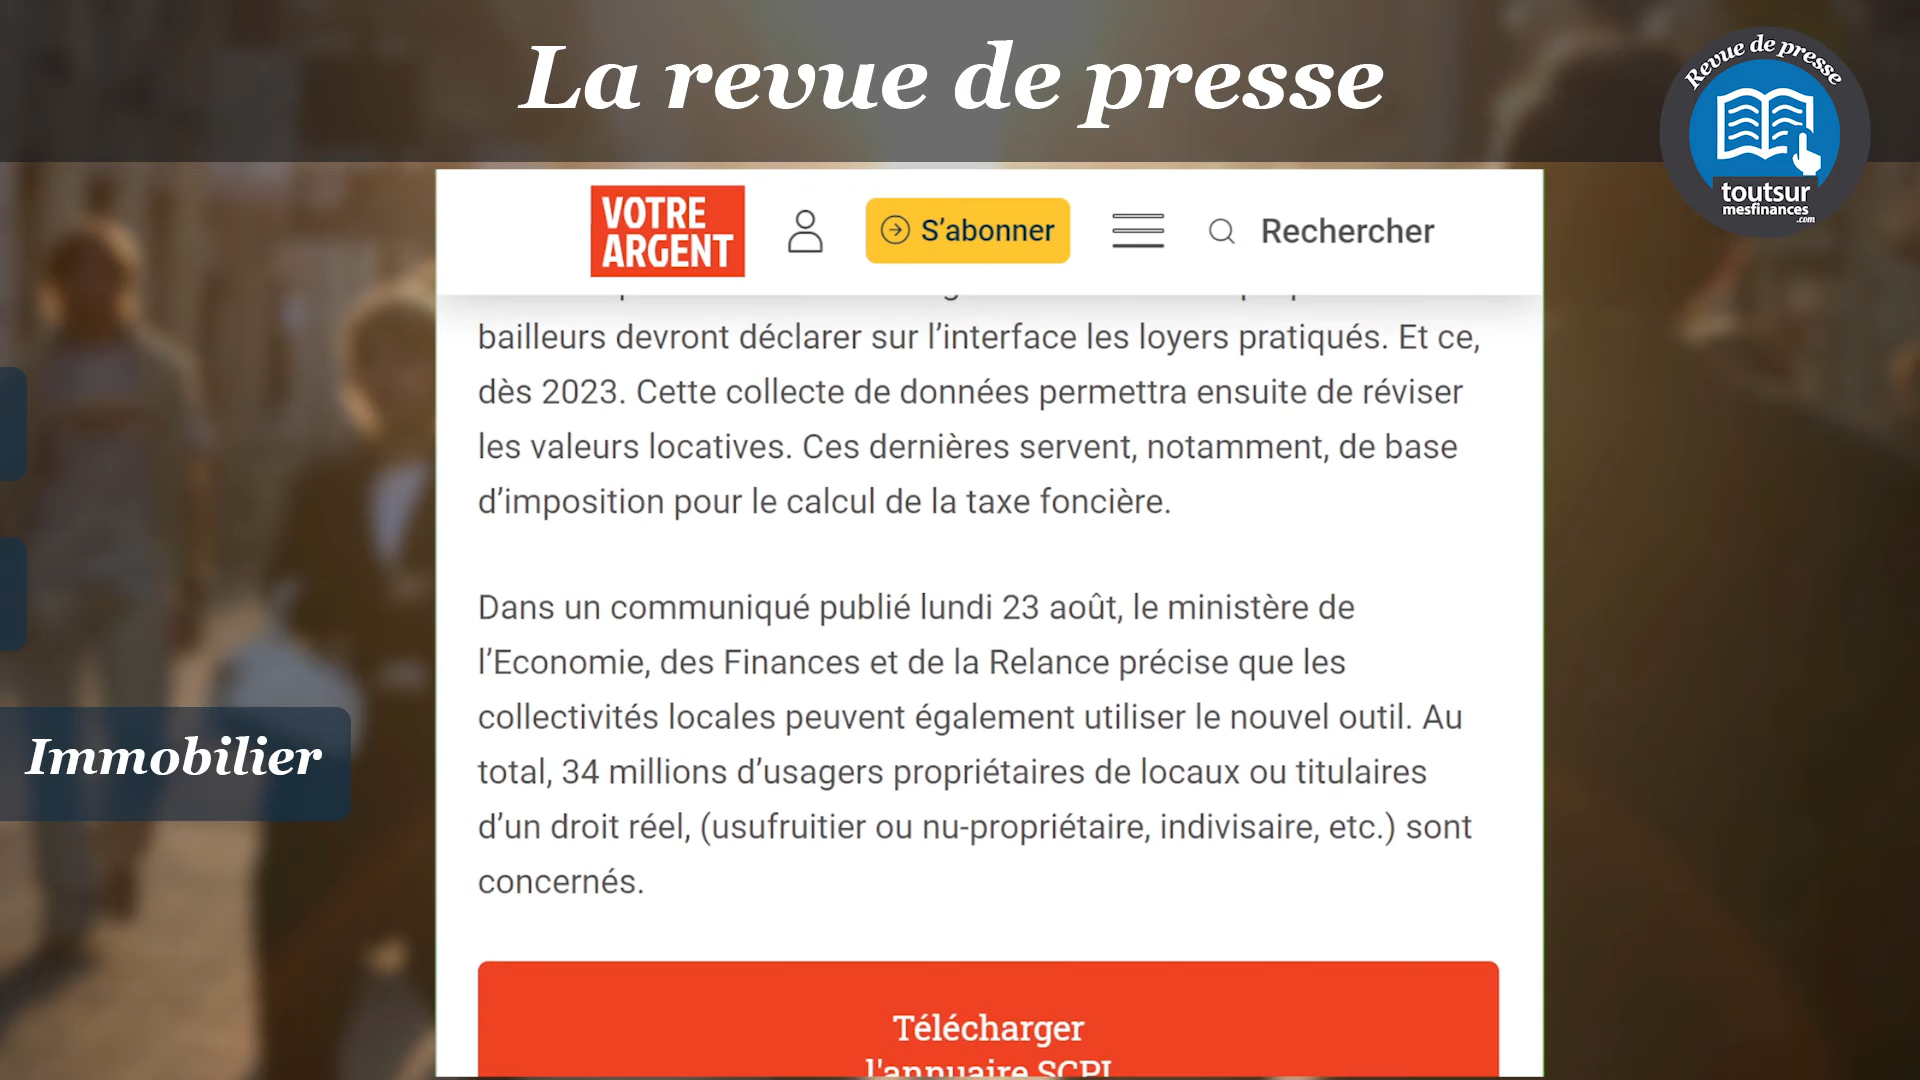 La revue de presse
Revue de presse
toutsur
mesfinances
.com
VOTRE
ARGENT
S’abonner
Rechercher
bailleurs devront déclarer sur l’interface les loyers pratiqués. Et ce,
dès 2023. Cette collecte de données permettra ensuite de réviser
les valeurs locatives. Ces dernières servent, notamment, de base
d’imposition pour le calcul de la taxe foncière.
Dans un communiqué publié lundi 23 août, le ministère de
l’Economie, des Finances et de la Relance précise que les
collectivités locales peuvent également utiliser le nouvel outil. Au
total, 34 millions d’usagers propriétaires de locaux ou titulaires
d’un droit réel, (usufruitier ou nu-propriétaire, indivisaire, etc.) sont
concernés.
Immobilier
Télécharger
l'annuaire SCPI